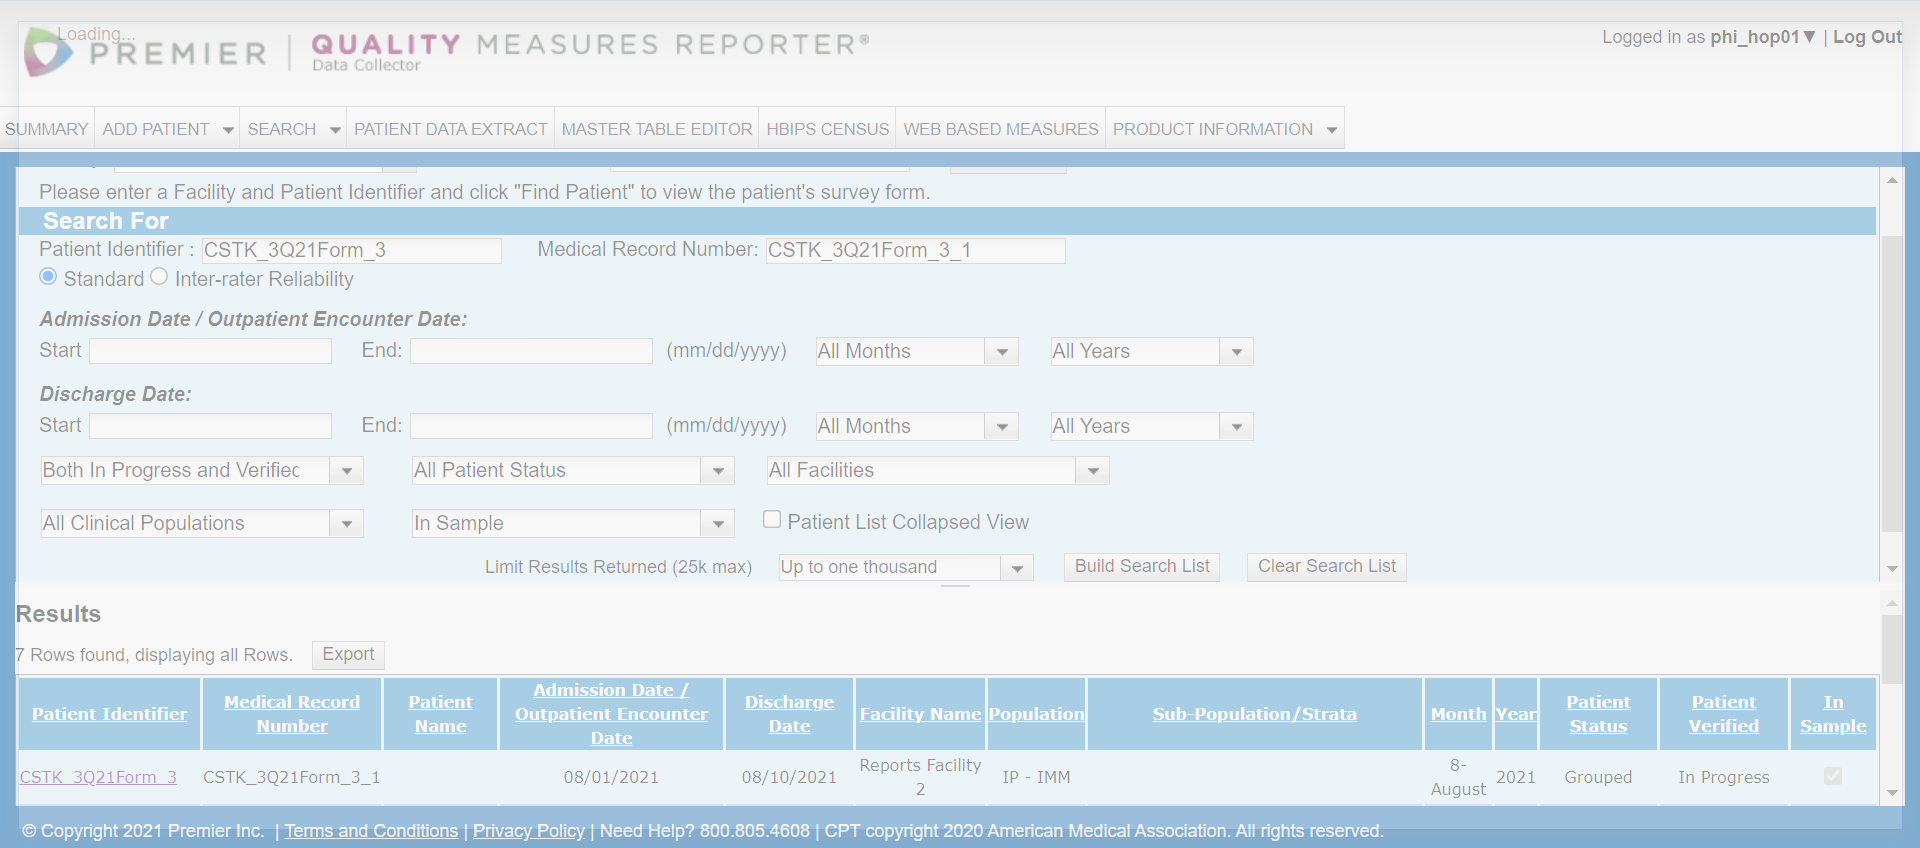 Loading...
PREMIER | QUALITY MEASURES REPORTER®
Data Collector
Logged in as phi_hop01▼ | Log Out
SUMMARY ADD PATIENT SEARCH PATIENT DATA EXTRACT MASTER TABLE EDITOR HBIPS CENSUS WEB BASED MEASURES PRODUCT INFORMATION
Please enter a Facility and Patient Identifier and click "Find Patient" to view the patient's survey form.
Search For
Patient Identifier : CSTK_3Q21Form_3 Medical Record Number: CSTK_3Q21Form_3_1
Standard Inter-rater Reliability
Admission Date / Outpatient Encounter Date:
Start End: (mm/dd/yyyy) All Months All Years
Discharge Date:
Start End: (mm/dd/yyyy) All Months All Years
Both In Progress and Verified All Patient Status All Facilities
All Clinical Populations In Sample Patient List Collapsed View
Limit Results Returned (25k max) Up to one thousand Build Search List Clear Search List
Results
7 Rows found, displaying all Rows. Export
Patient Identifier Medical Record Number Patient Name Admission Date / Outpatient Encounter Date Discharge Date Facility Name Population Sub-Population/Strata Month Year Patient Status Patient Verified In Sample
CSTK_3Q21Form_3 CSTK_3Q21Form_3_1 08/01/2021 08/10/2021 Reports Facility 2 IP - IMM 8-August 2021 Grouped In Progress
© Copyright 2021 Premier Inc. | Terms and Conditions | Privacy Policy | Need Help? 800.805.4608 | CPT copyright 2020 American Medical Association. All rights reserved.